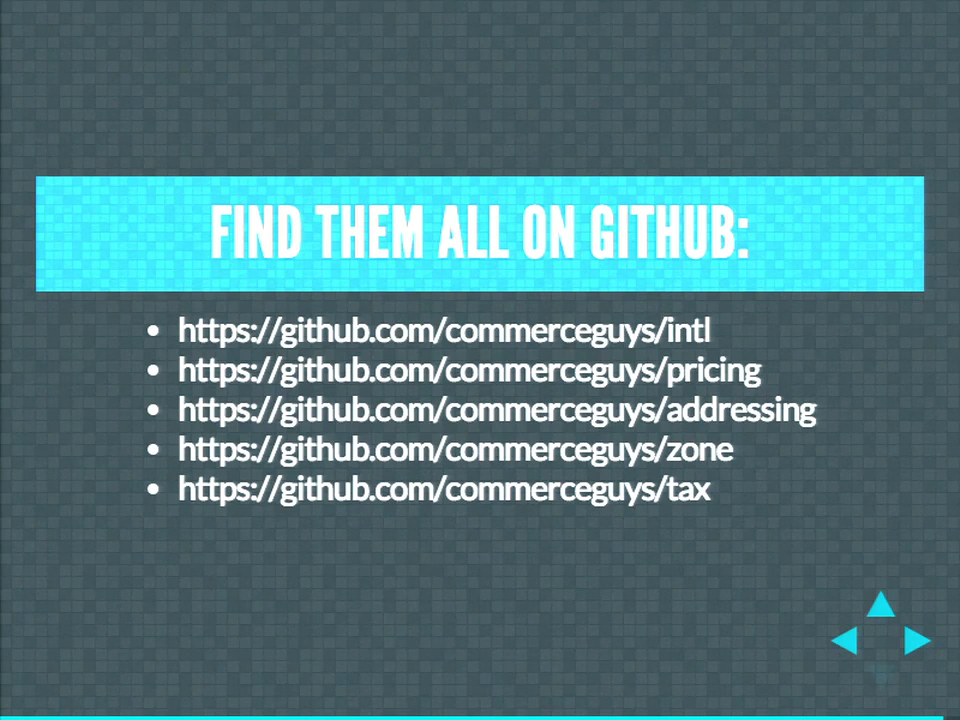 FIND THEM ALL ON GITHUB:
• https://github.com/commerceguys/intl
• https://github.com/commerceguys/pricing
• https://github.com/commerceguys/addressing
• https://github.com/commerceguys/zone
• https://github.com/commerceguys/tax